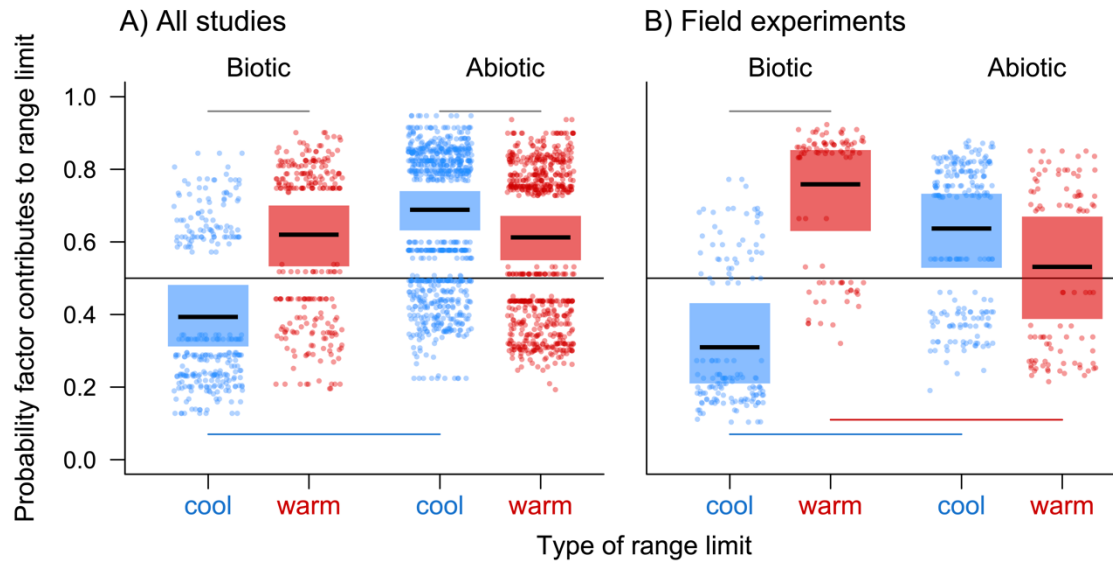 A) All studies
B) Field experiments
Biotic
Abiotic
Biotic
Abiotic
Probability factor contributes to range limit
1.0
0.8
0.6
0.4
0.2
0.0
cool
warm
cool
warm
cool
warm
cool
warm
Type of range limit